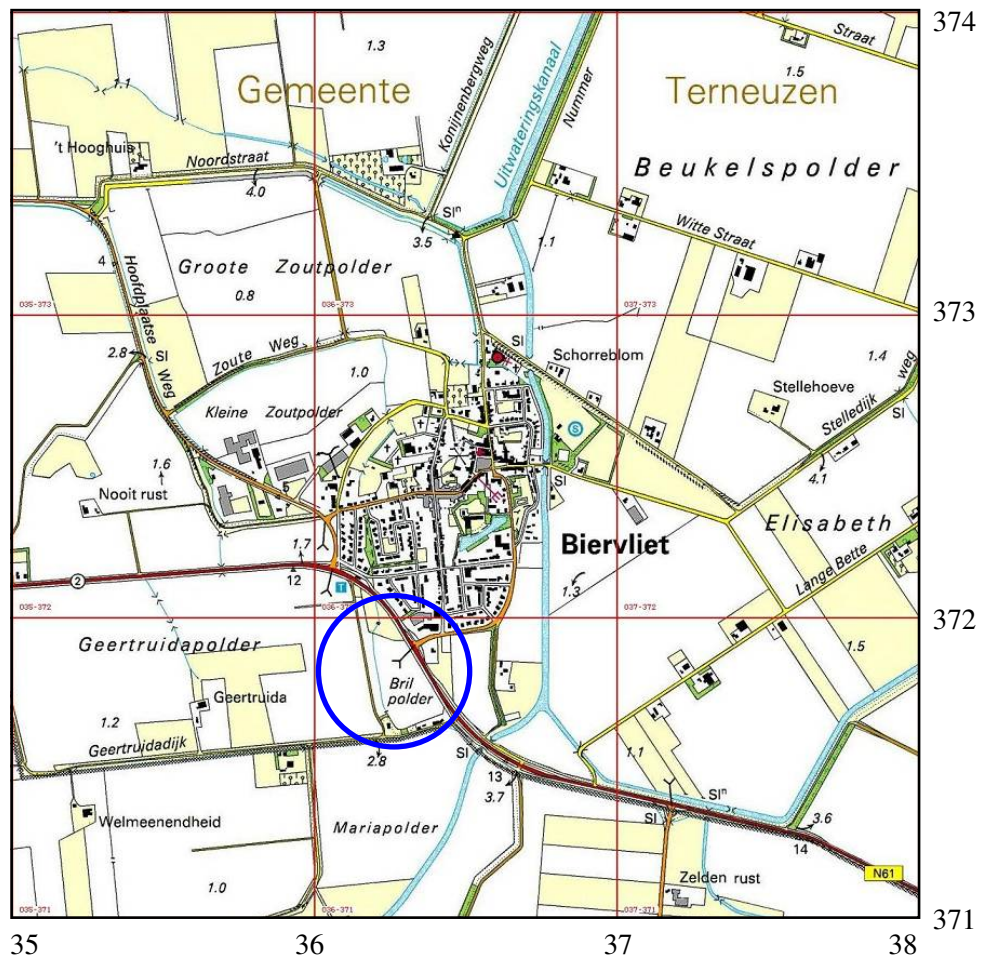 374
Straat
1.3
1.5
1.1
Gemeente
Terneuzen
Konijnenbergweg
Uitwateringskanaal
Nummer
't Hooghuis
Noordstraat
Beukelspolder
4.0
Slⁿ
3.5
1.1
Witte Straat
4
Hoofdplaatse
Weg
Groote Zoutpolder
0.8
035-373
036-373
037-373
373
2.8
Sl
Zoute Weg
1.0
Sl
Schorreblom
1.4
weg
Stellehoeve
Kleine Zoutpolder
Stelledijk
Sl
S
1.6
Nooit rust
5
Sl
4.1
Elisabeth
Biervliet
1.7
2
12
T
1.3
Lange Bette
035-372
036-372
037-372
372
Geertruidapolder
1.5
Bril
polder
Geertruida
1.2
Geertruidadijk
2.8
Sl
13
3.7
1.1
Slⁿ
Sl
3.6
14
Welmeenendheid
Mariapolder
1.0
Zelden rust
N61
035-371
036-371
037-371
371
35
36
37
38